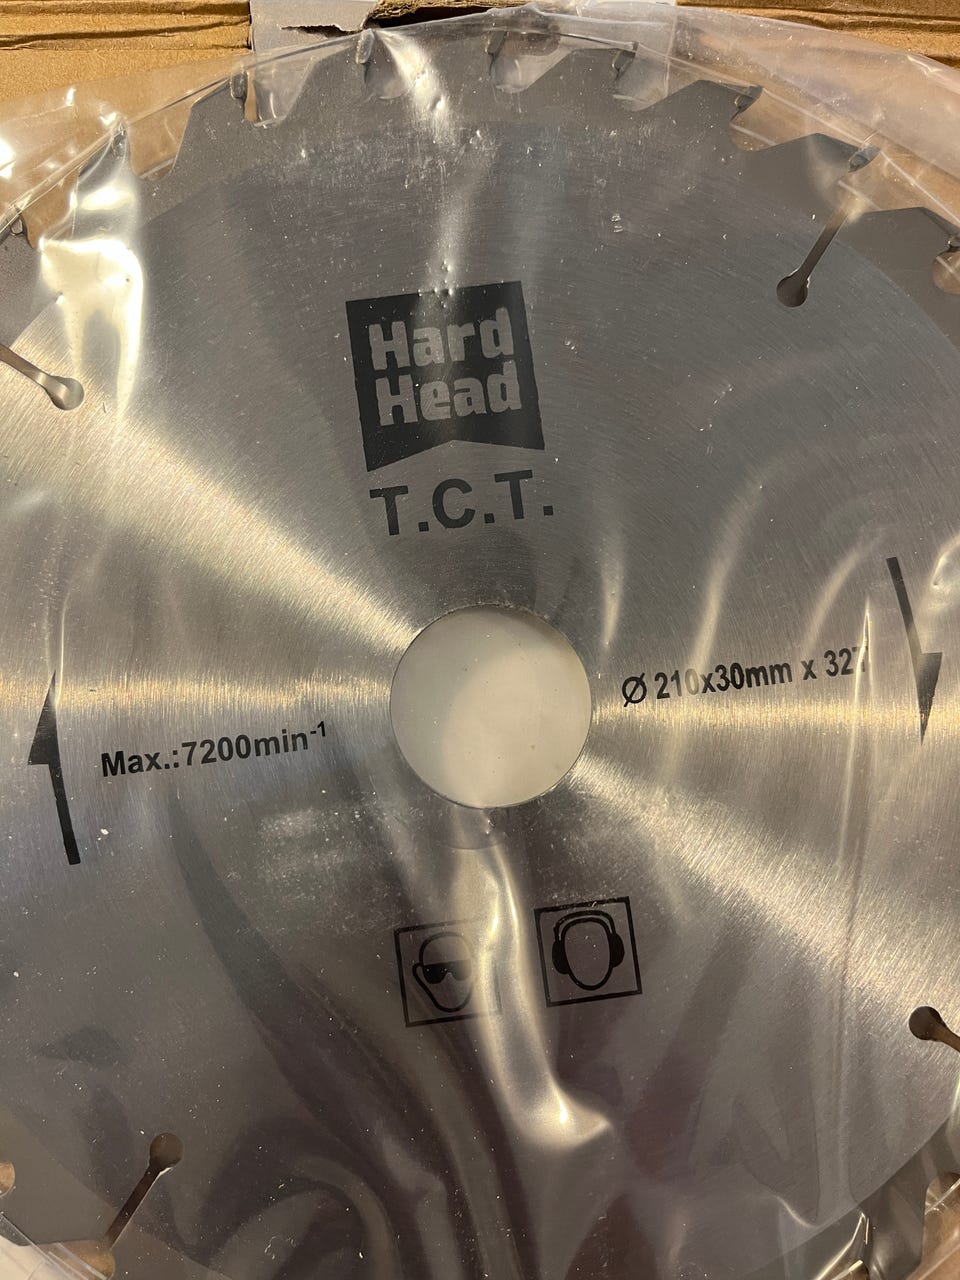 Hard
Head
T.C.T.
Ø 210x30mm x 32T
Max.:7200min-¹